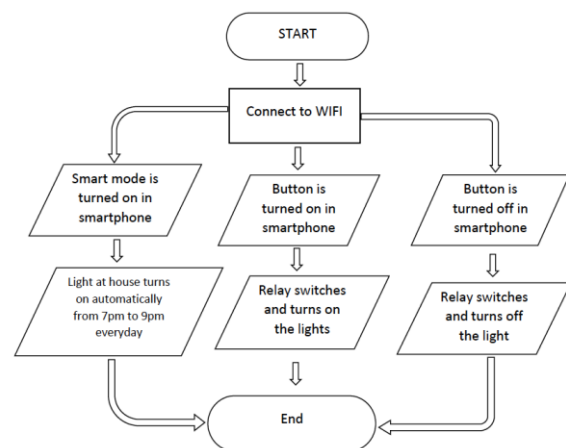 START
Connect to WIFI
Smart mode is
turned on in
smartphone
Button is
turned on in
smartphone
Button is
turned off in
smartphone
Light at house turns
on automatically
from 7pm to 9pm
everyday
Relay switches
and turns on
the lights
Relay switches
and turns off
the light
End